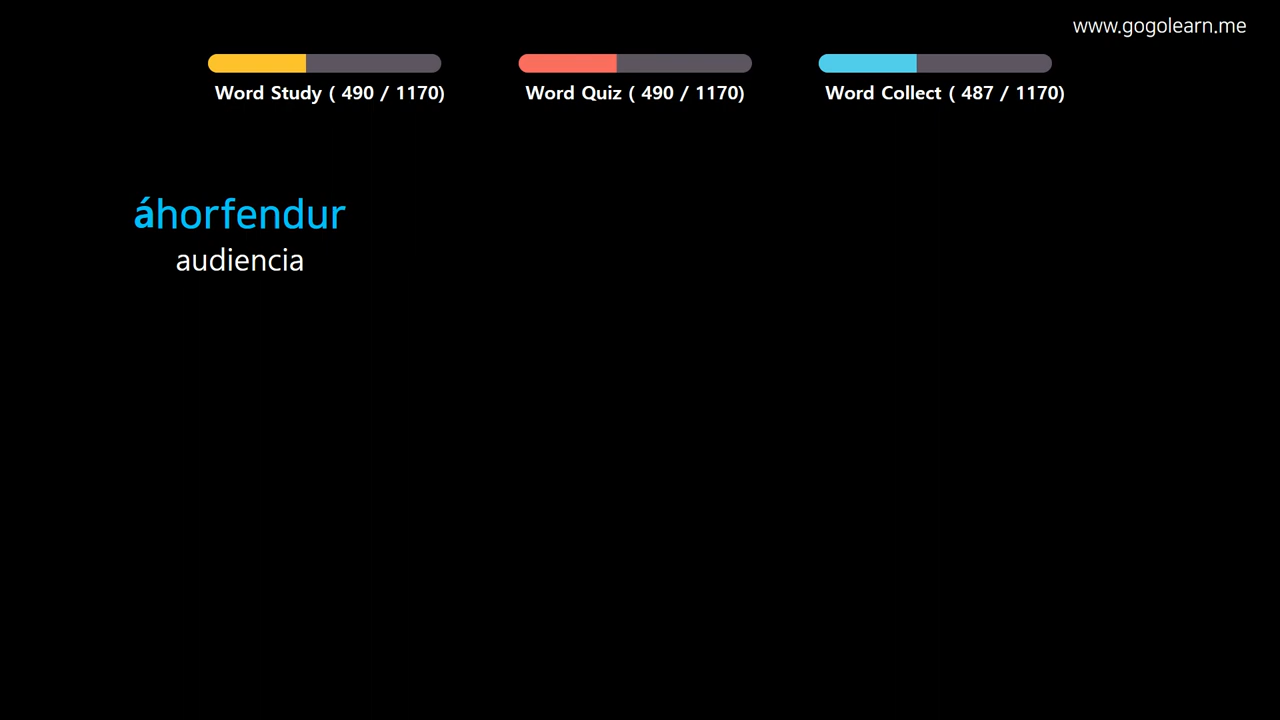 www.gogolearn.me
Word Study ( 490 / 1170)
Word Quiz ( 490 / 1170)
Word Collect ( 487 / 1170)
áhorfendur
audiencia